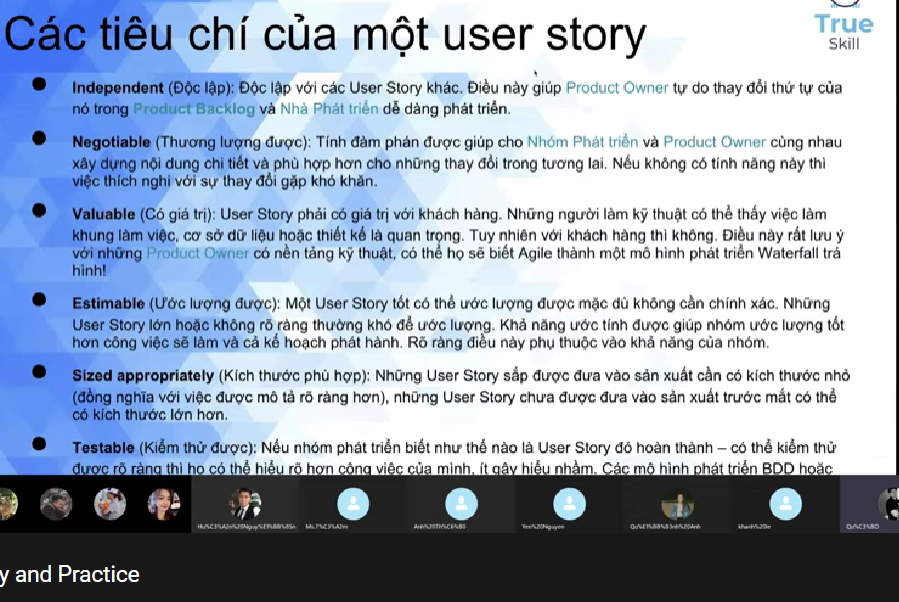 Các tiêu chí của một user story
True
Skill
Independent (Độc lập): Độc lập với các User Story khác. Điều này giúp Product Owner tự do thay đổi thứ tự của
nó trong Product Backlog và Nhà Phát triển dễ dàng phát triển.
Negotiable (Thương lượng được): Tính đàm phán được giúp cho Nhóm Phát triển và Product Owner cùng nhau
xây dựng nội dung chi tiết và phù hợp hơn cho những thay đổi trong tương lai. Nếu không có tính năng này thì
việc thích nghi với sự thay đổi gặp khó khăn.
Valuable (Có giá trị): User Story phải có giá trị với khách hàng. Những người làm kỹ thuật có thể thấy việc làm
khung làm việc, cơ sở dữ liệu hoặc thiết kế là quan trọng. Tuy nhiên với khách hàng thì không. Điều này rất lưu ý
với những Product Owner có nền tảng kỹ thuật, có thể họ sẽ biết Agile thành một mô hình phát triển Waterfall trá
hình!
Estimable (Ước lượng được): Một User Story tốt có thể ước lượng được mặc dù không cần chính xác. Những
User Story lớn hoặc không rõ ràng thường khó để ước lượng. Khả năng ước tính được giúp nhóm ước lượng tốt
hơn công việc sẽ làm và cả kế hoạch phát hành. Rõ ràng điều này phụ thuộc vào khả năng của nhóm.
Sized appropriately (Kích thước phù hợp): Những User Story sắp được đưa vào sản xuất cần có kích thước nhỏ
(đồng nghĩa với việc được mô tả rõ ràng hơn), những User Story chưa được đưa vào sản xuất trước mắt có thể
có kích thước lớn hơn.
Testable (Kiểm thử được): Nếu nhóm phát triển biết như thế nào là User Story đó hoàn thành – có thể kiểm thử
được rõ ràng thì họ có thể hiểu rõ hơn công việc của mình, ít gây hiểu nhầm. Các mô hình phát triển BDD hoặc
y and Practice